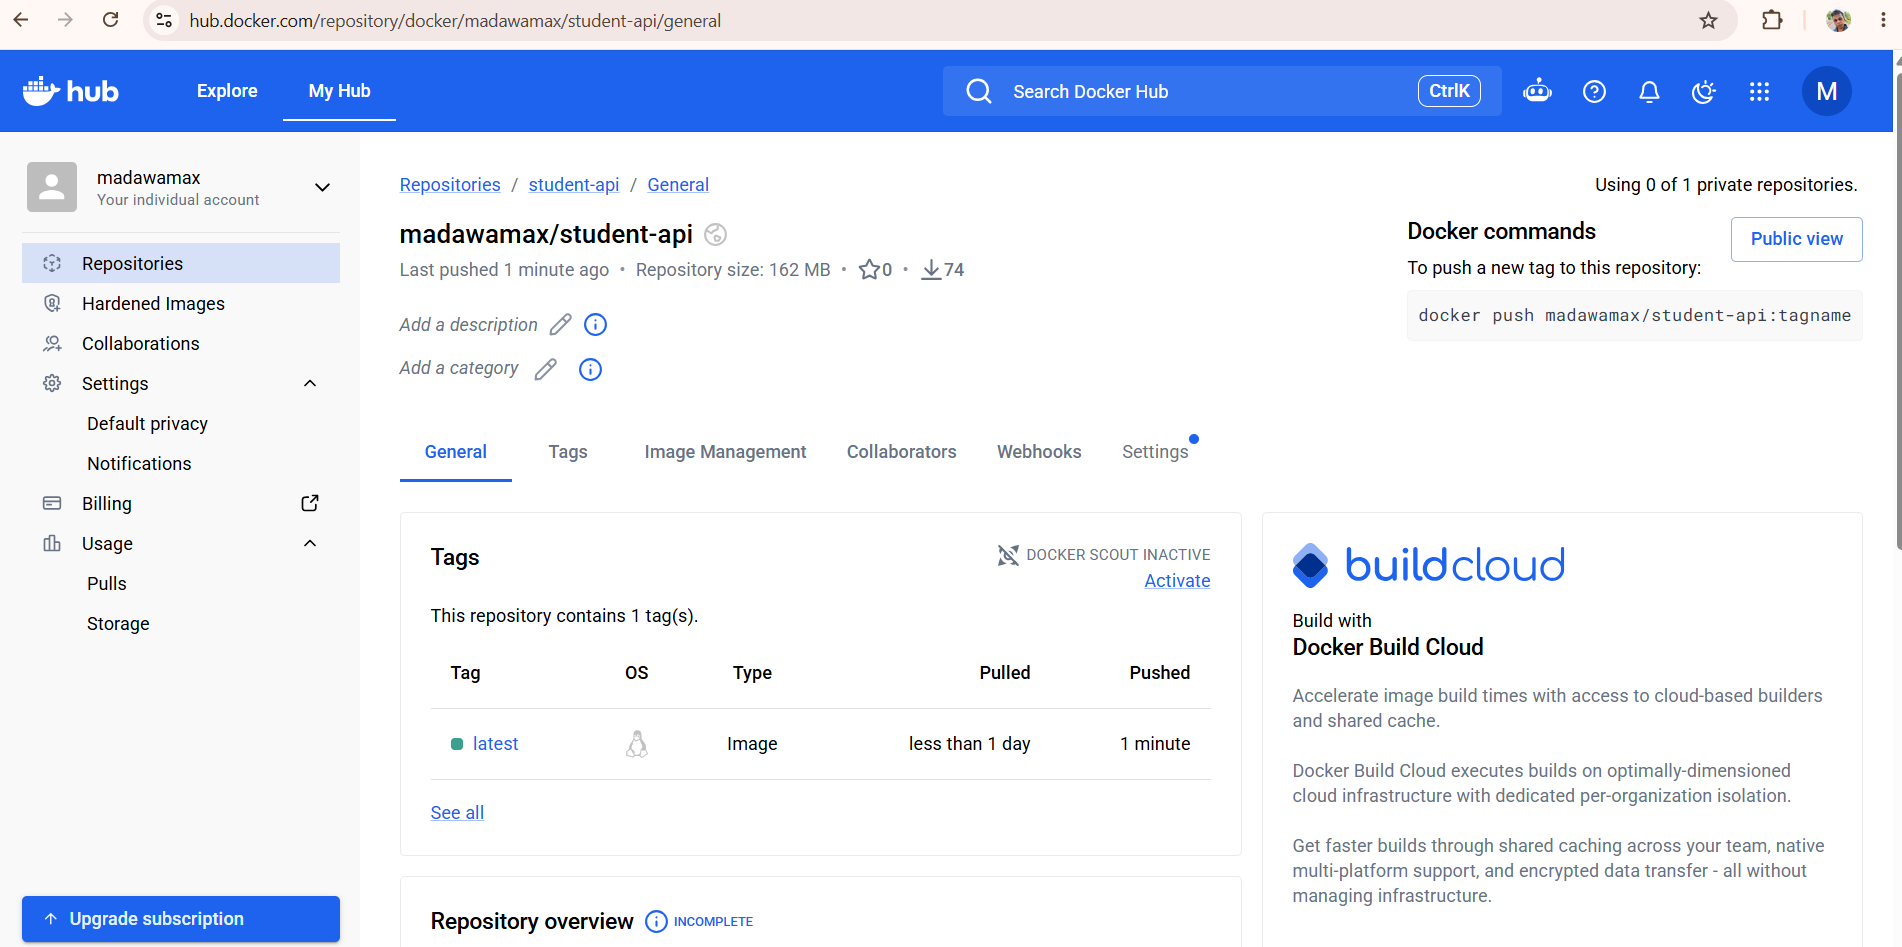 hub.docker.com/repository/docker/madawamax/student-api/general
hub
Explore
My Hub
Search Docker Hub
CtrlK
M
madawamax
Your individual account
Repositories
Hardened Images
Collaborations
Settings
Default privacy
Notifications
Billing
Usage
Pulls
Storage
Upgrade subscription
Repositories / student-api / General
Using 0 of 1 private repositories.
madawamax/student-api
Last pushed 1 minute ago • Repository size: 162 MB • 0 • 74
Add a description
Add a category
Docker commands
Public view
To push a new tag to this repository:
docker push madawamax/student-api:tagname
General Tags Image Management Collaborators Webhooks Settings
Tags
DOCKER SCOUT INACTIVE
Activate
This repository contains 1 tag(s).
Tag OS Type Pulled Pushed
latest Image less than 1 day 1 minute
See all
Repository overview INCOMPLETE
buildcloud
Build with
Docker Build Cloud
Accelerate image build times with access to cloud-based builders
and shared cache.
Docker Build Cloud executes builds on optimally-dimensioned
cloud infrastructure with dedicated per-organization isolation.
Get faster builds through shared caching across your team, native
multi-platform support, and encrypted data transfer - all without
managing infrastructure.